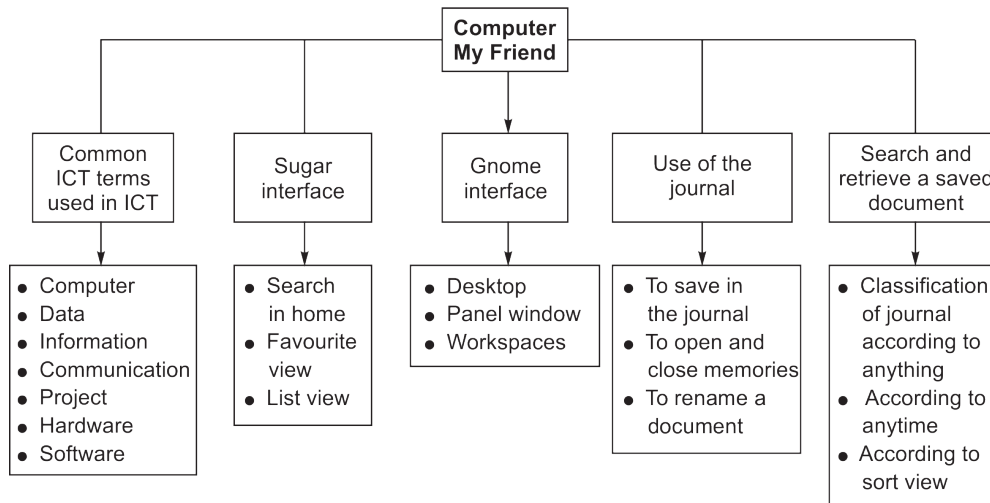 Computer
My Friend
Common
ICT terms
used in ICT
Sugar
interface
Gnome
interface
Use of the
journal
Search and
retrieve a saved
document
• Computer
• Data
• Information
• Communication
• Project
• Hardware
• Software
• Search
in home
• Favourite
view
• List view
• Desktop
• Panel window
• Workspaces
• To save in
the journal
• To open and
close memories
• To rename a
document
• Classification
of journal
according to
anything
• According to
anytime
• According to
sort view